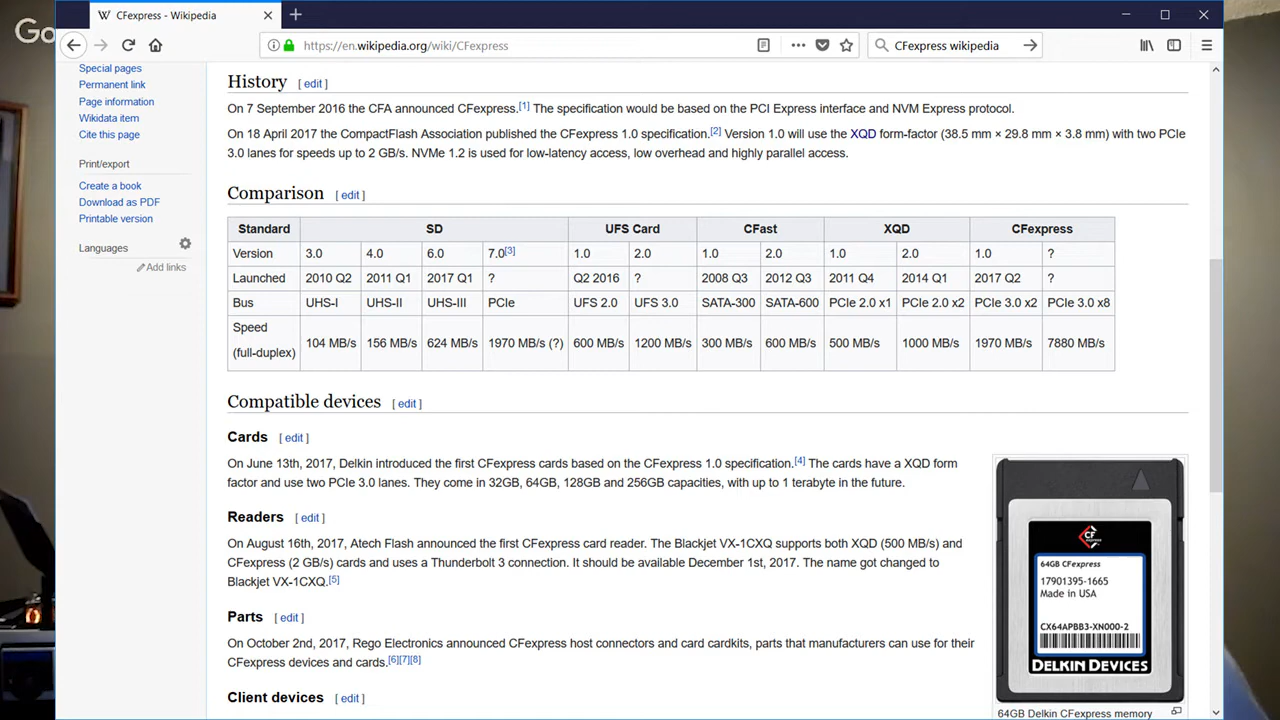 Go
CFexpress - Wikipedia
https://en.wikipedia.org/wiki/CFexpress
CFexpress wikipedia
Special pages
Permanent link
Page information
Wikidata item
Cite this page
Print/export
Create a book
Download as PDF
Printable version
Languages
Add links
History [ edit ]
On 7 September 2016 the CFA announced CFexpress.[1] The specification would be based on the PCI Express interface and NVM Express protocol.
On 18 April 2017 the CompactFlash Association published the CFexpress 1.0 specification.[2] Version 1.0 will use the XQD form-factor (38.5 mm × 29.8 mm × 3.8 mm) with two PCIe
3.0 lanes for speeds up to 2 GB/s. NVMe 1.2 is used for low-latency access, low overhead and highly parallel access.
Comparison [ edit ]
Standard SD UFS Card CFast XQD CFexpress
Version 3.0 4.0 6.0 7.0[3] 1.0 2.0 1.0 2.0 1.0 2.0 1.0 ?
Launched 2010 Q2 2011 Q1 2017 Q1 ? Q2 2016 ? 2008 Q3 2012 Q3 2011 Q4 2014 Q1 2017 Q2 ?
Bus UHS-I UHS-II UHS-III PCIe UFS 2.0 UFS 3.0 SATA-300 SATA-600 PCIe 2.0 x1 PCIe 2.0 x2 PCIe 3.0 x2 PCIe 3.0 x8
Speed
(full-duplex) 104 MB/s 156 MB/s 624 MB/s 1970 MB/s (?) 600 MB/s 1200 MB/s 300 MB/s 600 MB/s 500 MB/s 1000 MB/s 1970 MB/s 7880 MB/s
Compatible devices [ edit ]
Cards [ edit ]
On June 13th, 2017, Delkin introduced the first CFexpress cards based on the CFexpress 1.0 specification.[4] The cards have a XQD form
factor and use two PCIe 3.0 lanes. They come in 32GB, 64GB, 128GB and 256GB capacities, with up to 1 terabyte in the future.
Readers [ edit ]
On August 16th, 2017, Atech Flash announced the first CFexpress card reader. The Blackjet VX-1CXQ supports both XQD (500 MB/s) and
CFexpress (2 GB/s) cards and uses a Thunderbolt 3 connection. It should be available December 1st, 2017. The name got changed to
Blackjet VX-1CXQ.[5]
Parts [ edit ]
On October 2nd, 2017, Rego Electronics announced CFexpress host connectors and card cardkits, parts that manufacturers can use for their
CFexpress devices and cards.[6][7][8]
Client devices [ edit ]
CF
express
64GB CFexpress
17901395-1665
Made in USA
CX64APBB3-XN000-2
DELKIN DEVICES
64GB Delkin CFexpress memory